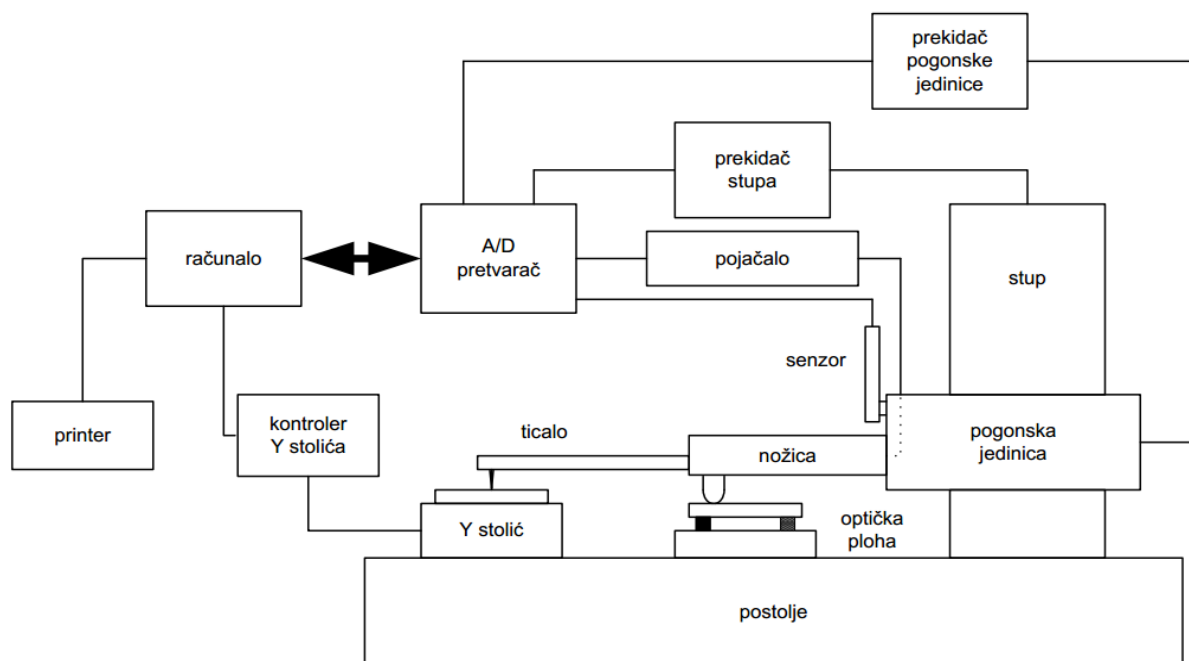 prekidač
pogonske
jedinice
prekidač
stupa
računalo
A/D
pretvarač
pojačalo
stup
senzor
printer
kontroler
Y stolića
ticalo
nožica
pogonska
jedinica
Y stolić
optička
ploha
postolje